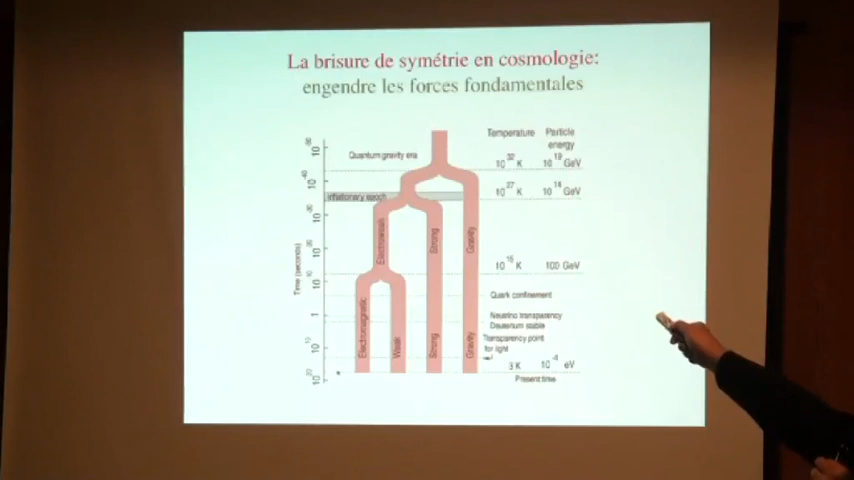 La brisure de symétrie en cosmologie:
engendre les forces fondamentales
Temperature Particle
energy
Quantum gravity era
10^32 K 10^19 GeV
10^27 K 10^14 GeV
Inflationary epoch
Electroweak
Strong
Gravity
10^15 K 100 GeV
Time (seconds)
Quark confinement
Neutrino transparency
Deuterium stable
Transparency point
for light
Electromagnetic
Weak
Strong
Gravity
1
3 K 10^-4 eV
Present time